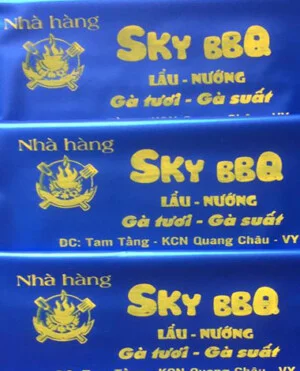 Nhà hàng
SKY BBQ
LẨU - NƯỚNG
Gà tươi - Gà suất
Nhà hàng
SKY BBQ
LẨU - NƯỚNG
Gà tươi - Gà suất
ĐC: Tam Tầng - KCN Quang Châu - VY
Nhà hàng
SKY BBQ
LẨU - NƯỚNG
Gà tươi - Gà suất